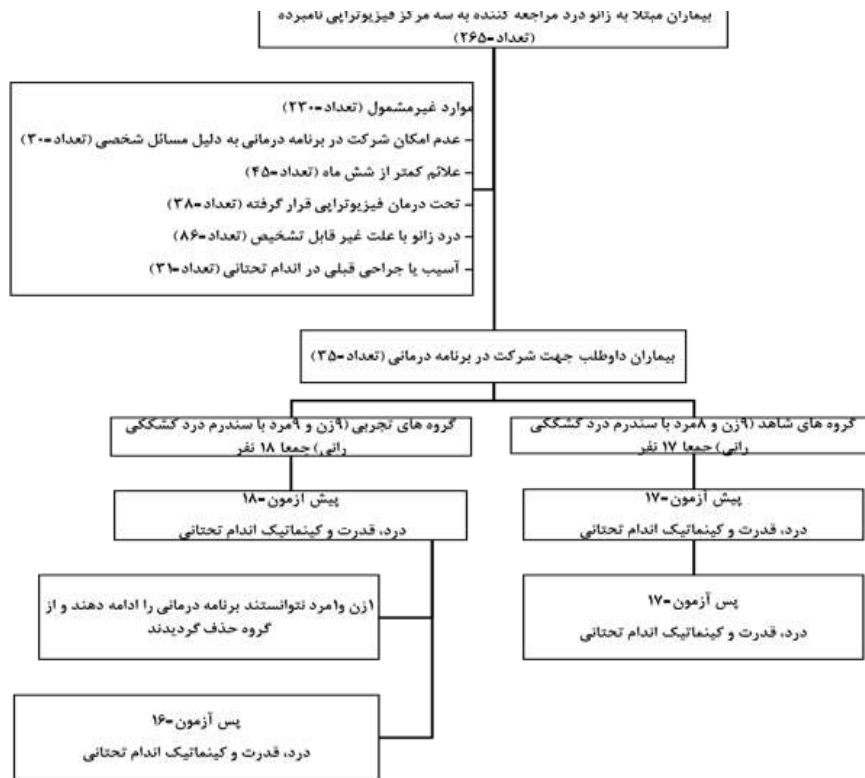 بیماران مبتلا به زانو درد مراجعه کننده به سه مرکز فیزیوتراپی نامبرده
(تعداد=۲۶۵)
موارد غیرمشمول (تعداد=۲۳۰)
- عدم امکان شرکت در برنامه درمانی به دلیل مسائل شخصی (تعداد=۳۰)
- علائم کمتر از شش ماه (تعداد=۴۵)
- تحت درمان فیزیوتراپی قرار گرفته (تعداد=۳۸)
- درد زانو با علت غیر قابل تشخیص (تعداد=۸۶)
- آسیب یا جراحی قبلی در اندام تحتانی (تعداد=۳۱)
بیماران داوطلب جهت شرکت در برنامه درمانی (تعداد=۳۵)
گروه های شاهد (۹زن و ۸مرد با سندرم درد کشککی
رانی) جمعا ۱۷ نفر
پیش آزمون=۱۷
درد، قدرت و کینماتیک اندام تحتانی
پس آزمون=۱۷
درد، قدرت و کینماتیک اندام تحتانی
گروه های تجربی (۹زن و ۹مرد با سندرم درد کشککی
رانی) جمعا ۱۸ نفر
پیش آزمون=۱۸
درد، قدرت و کینماتیک اندام تحتانی
۱زن و۱مرد نتوانستند برنامه درمانی را ادامه دهند و از
گروه حذف گردیدند
پس آزمون=۱۶
درد، قدرت و کینماتیک اندام تحتانی